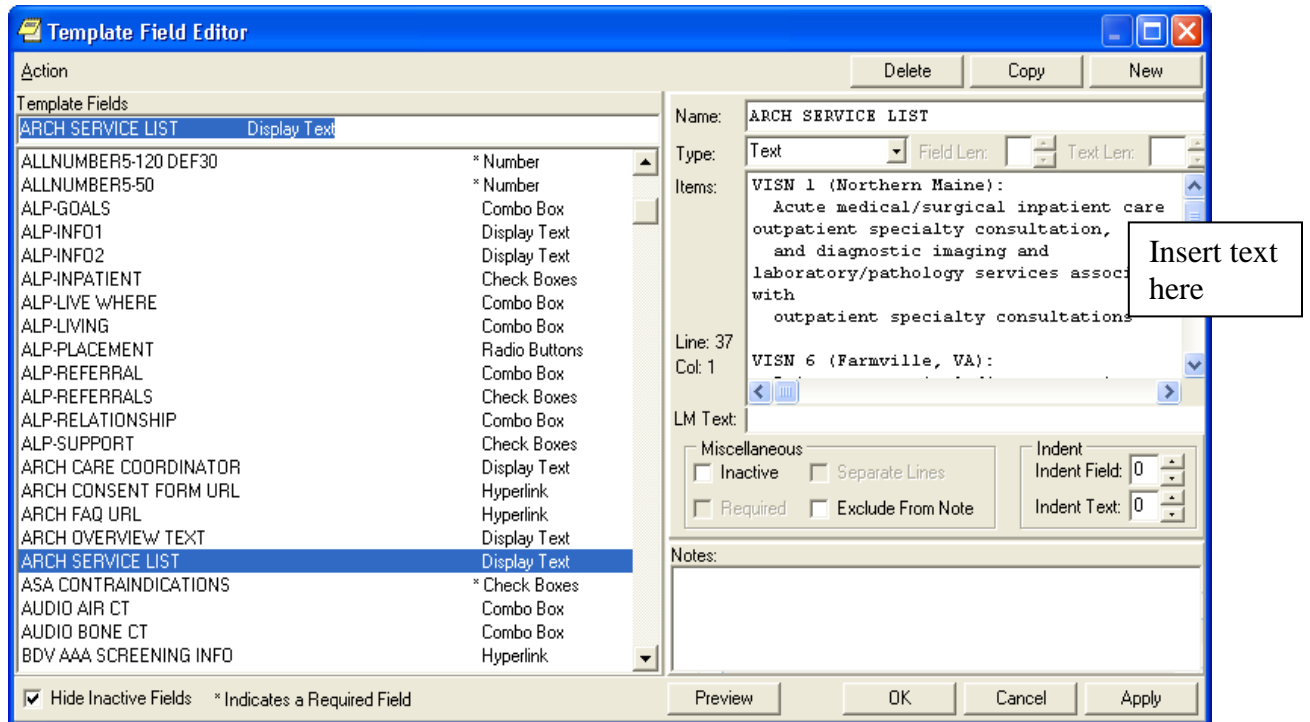 Template Field Editor
Action
Delete Copy New
Template Fields
ARCH SERVICE LIST Display Text
ALLNUMBER5-120 DEF30 * Number
ALLNUMBER5-50 * Number
ALP-GOALS Combo Box
ALP-INFO1 Display Text
ALP-INFO2 Display Text
ALP-INPATIENT Check Boxes
ALP-LIVE WHERE Combo Box
ALP-LIVING Combo Box
ALP-PLACEMENT Radio Buttons
ALP-REFERRAL Combo Box
ALP-REFERRALS Check Boxes
ALP-RELATIONSHIP Combo Box
ALP-SUPPORT Check Boxes
ARCH CARE COORDINATOR Display Text
ARCH CONSENT FORM URL Hyperlink
ARCH FAQ URL Hyperlink
ARCH OVERVIEW TEXT Display Text
ARCH SERVICE LIST Display Text
ASA CONTRAINDICATIONS * Check Boxes
AUDIO AIR CT Combo Box
AUDIO BONE CT Combo Box
BDV AAA SCREENING INFO Hyperlink
Hide Inactive Fields * Indicates a Required Field
Name: ARCH SERVICE LIST
Type: Text Field Len: Text Len:
Items:
VISN 1 (Northern Maine):
Acute medical/surgical inpatient care
outpatient specialty consultation,
and diagnostic imaging and
laboratory/pathology services associ
with
outpatient specialty consultations
VISN 6 (Farmville, VA):
Line: 37
Col: 1
Insert text
here
LM Text:
Miscellaneous
Inactive Separate Lines
Required Exclude From Note
Indent
Indent Field: 0
Indent Text: 0
Notes:
Preview OK Cancel Apply